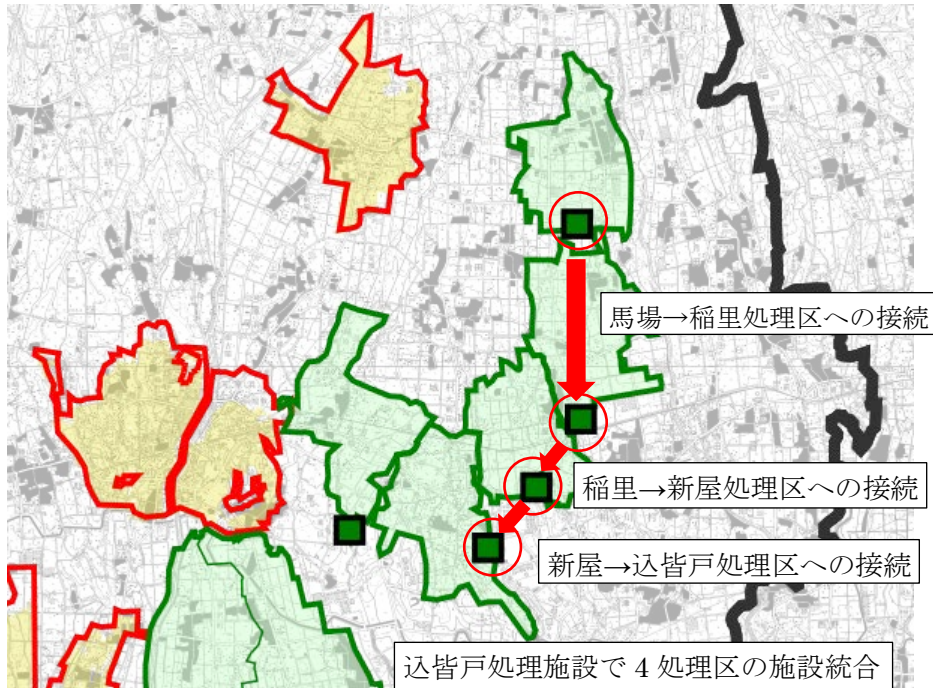 馬場→稲里処理区への接続
稲里→新屋処理区への接続
新屋→込皆戸処理区への接続
込皆戸処理施設で 4 処理区の施設統合